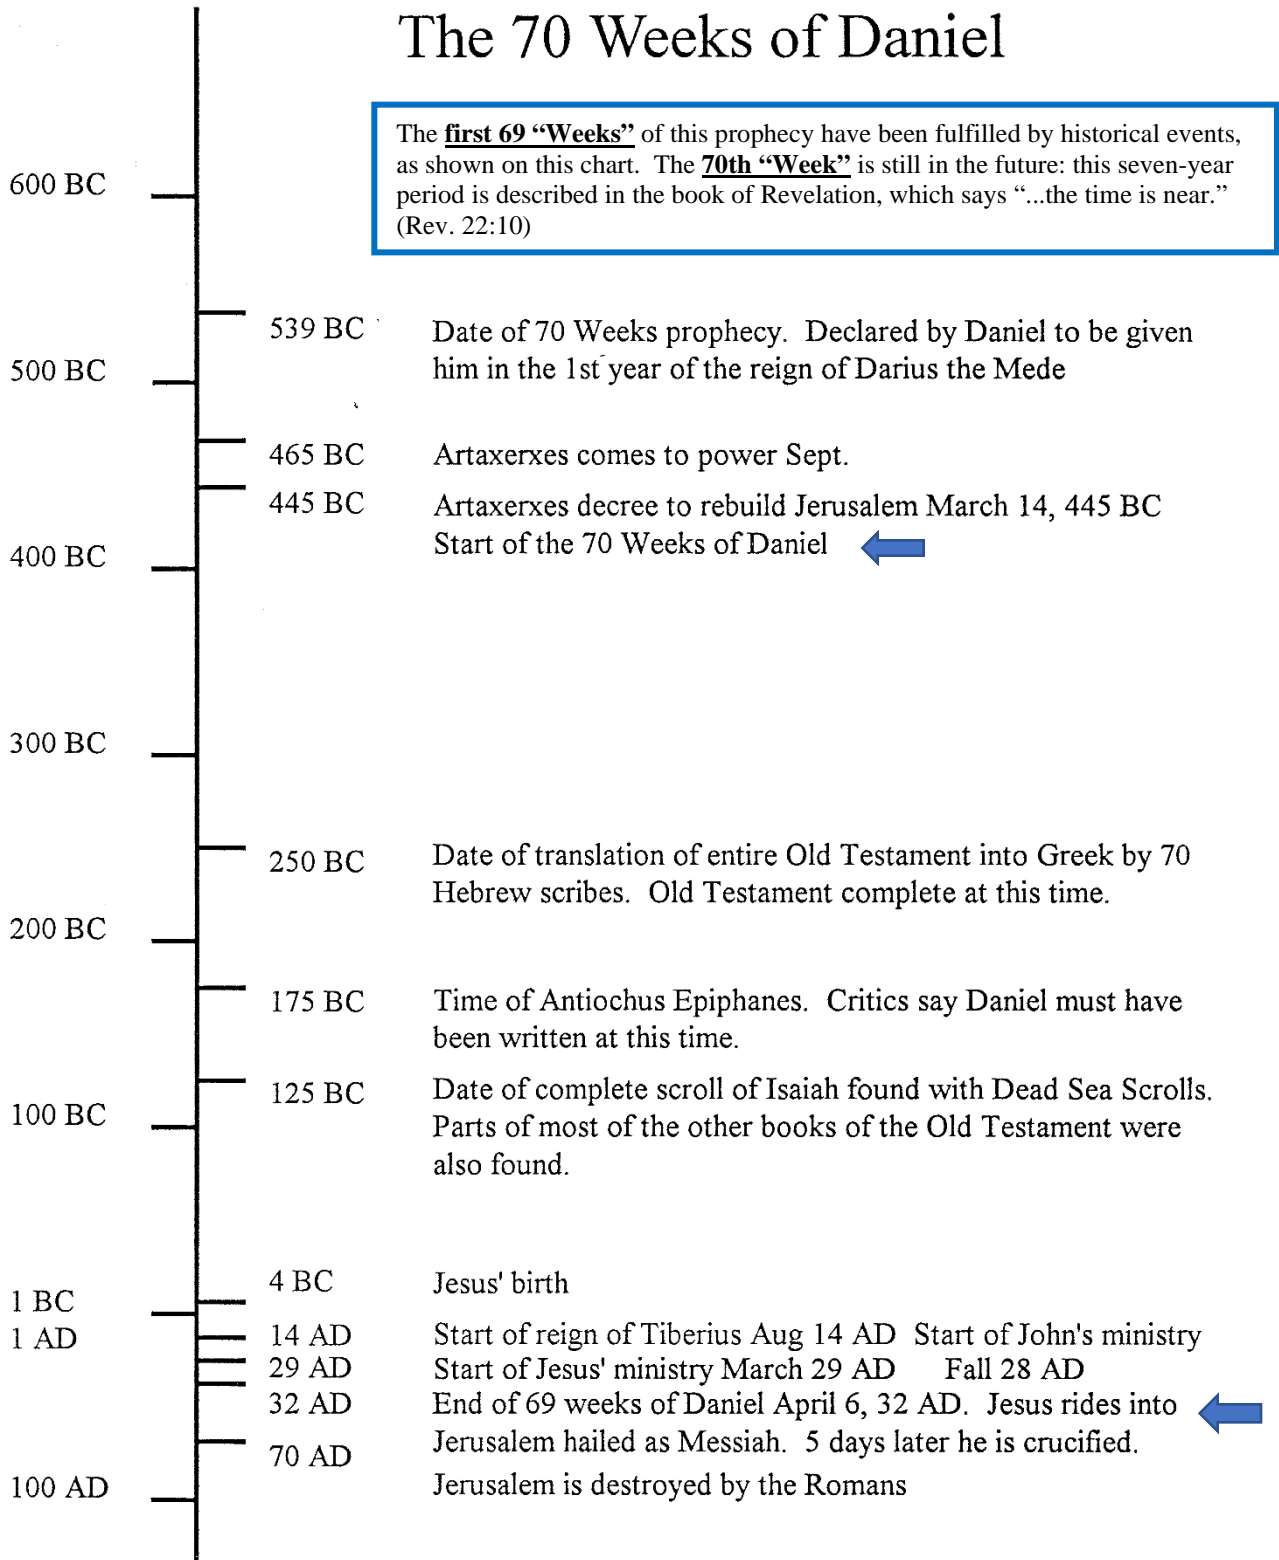 The 70 Weeks of Daniel
The first 69 “Weeks” of this prophecy have been fulfilled by historical events,
as shown on this chart. The 70th “Week” is still in the future: this seven-year
period is described in the book of Revelation, which says “...the time is near.”
(Rev. 22:10)
600 BC
539 BC Date of 70 Weeks prophecy. Declared by Daniel to be given
him in the 1st year of the reign of Darius the Mede
500 BC
465 BC Artaxerxes comes to power Sept.
445 BC Artaxerxes decree to rebuild Jerusalem March 14, 445 BC
Start of the 70 Weeks of Daniel
400 BC
300 BC
250 BC Date of translation of entire Old Testament into Greek by 70
Hebrew scribes. Old Testament complete at this time.
200 BC
175 BC Time of Antiochus Epiphanes. Critics say Daniel must have
been written at this time.
125 BC Date of complete scroll of Isaiah found with Dead Sea Scrolls.
100 BC
Parts of most of the other books of the Old Testament were
also found.
4 BC Jesus' birth
1 BC
1 AD
14 AD Start of reign of Tiberius Aug 14 AD Start of John's ministry
29 AD Start of Jesus' ministry March 29 AD Fall 28 AD
32 AD End of 69 weeks of Daniel April 6, 32 AD. Jesus rides into
Jerusalem hailed as Messiah. 5 days later he is crucified.
70 AD
Jerusalem is destroyed by the Romans
100 AD